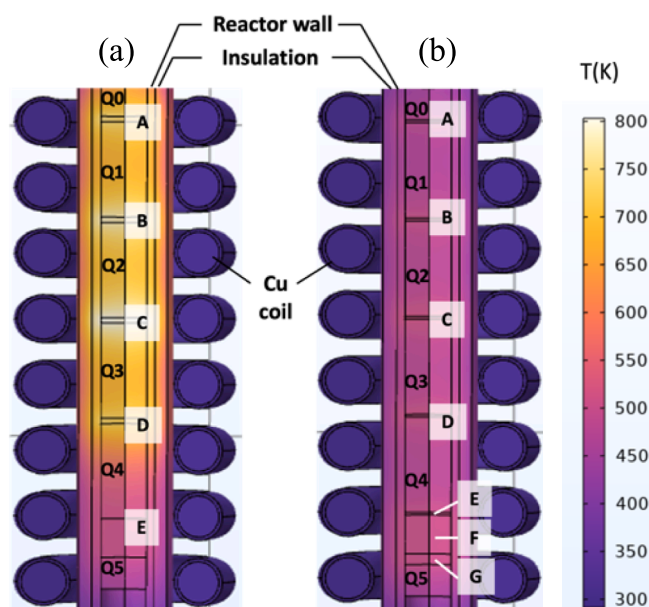 Reactor wall
(a)
(b)
Insulation
T(K)
Q0
A
Q1
B
Q2
C
Q3
D
Q4
E
Q5
Cu
coil
Q0
A
Q1
B
Q2
C
Q3
D
Q4
E
F
G
Q5
800
750
700
650
600
550
500
450
400
350
300